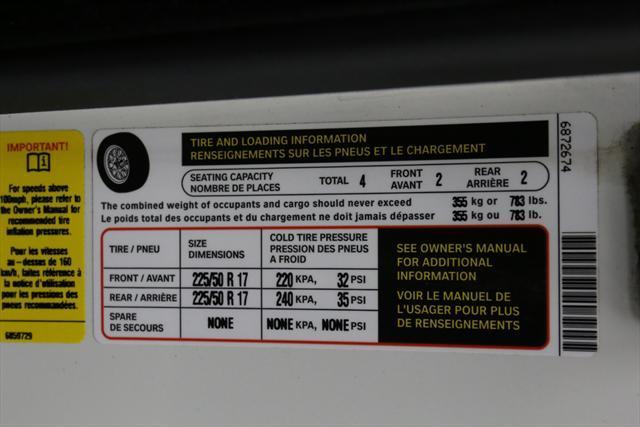 IMPORTANT!
For speeds above
100mph, please refer to
the Owner's Manual for
recommended tire
inflation pressures.
Pour les vitesses
au-desses de 160
km/h, faites référence à
la notice d'utilisation
pour les pressions des
pneus recommandées.
6859729
TIRE AND LOADING INFORMATION
RENSEIGNEMENTS SUR LES PNEUS ET LE CHARGEMENT
SEATING CAPACITY
NOMBRE DE PLACES
TOTAL 4
FRONT
AVANT 2
REAR
ARRIÈRE 2
The combined weight of occupants and cargo should never exceed 355 kg or 783 lbs.
Le poids total des occupants et du chargement ne doit jamais dépasser 355 kg ou 783 lb.
TIRE / PNEU
SIZE
DIMENSIONS
COLD TIRE PRESSURE
PRESSION DES PNEUS
A FROID
FRONT / AVANT 225/50 R 17 220 KPA, 32 PSI
REAR / ARRIÈRE 225/50 R 17 240 KPA, 35 PSI
SPARE
DE SECOURS NONE NONE KPA, NONE PSI
SEE OWNER'S MANUAL
FOR ADDITIONAL
INFORMATION
VOIR LE MANUEL DE
L'USAGER POUR PLUS
DE RENSEIGNEMENTS
6872674